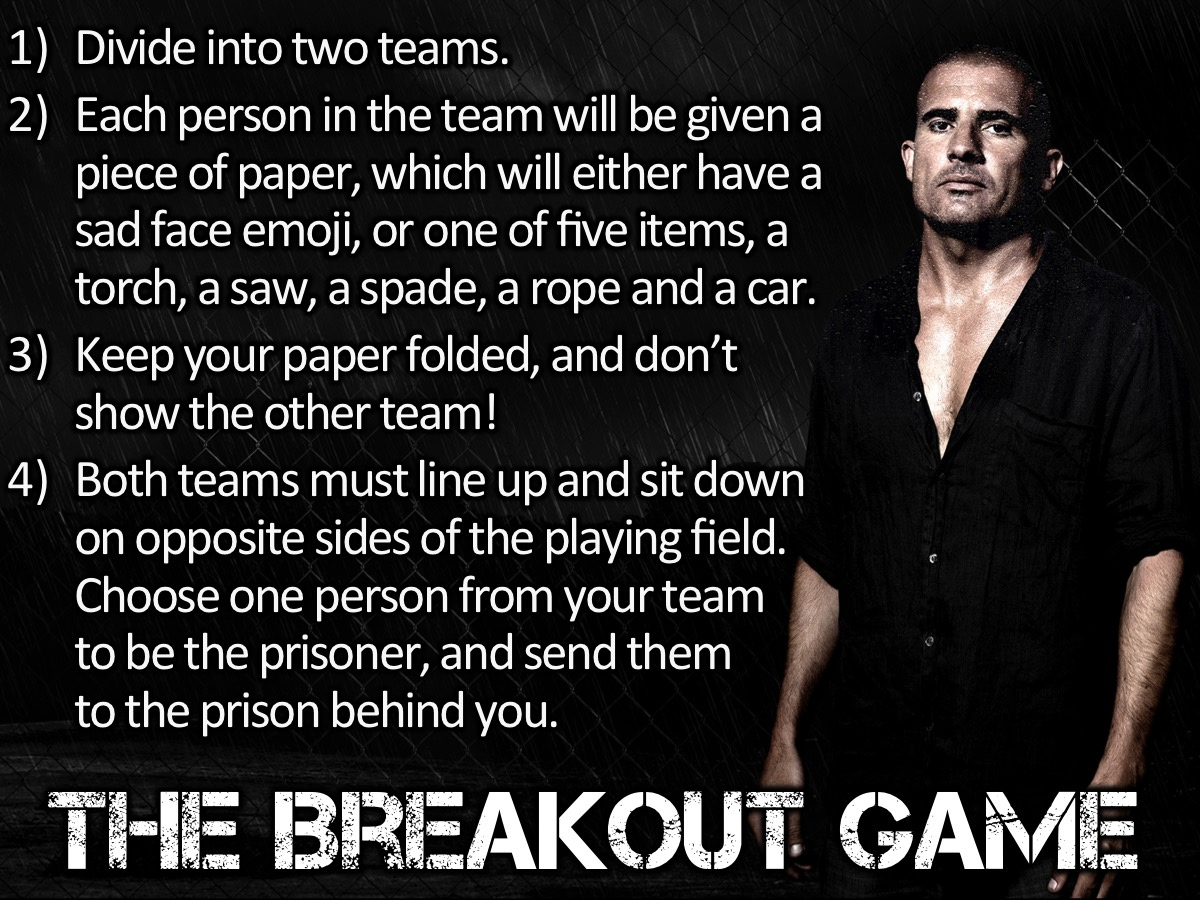 1) Divide into two teams.
2) Each person in the team will be given a
piece of paper, which will either have a
sad face emoji, or one of five items, a
torch, a saw, a spade, a rope and a car.
3) Keep your paper folded, and don’t
show the other team!
4) Both teams must line up and sit down
on opposite sides of the playing field.
Choose one person from your team
to be the prisoner, and send them
to the prison behind you.
THE BREAKOUT GAME